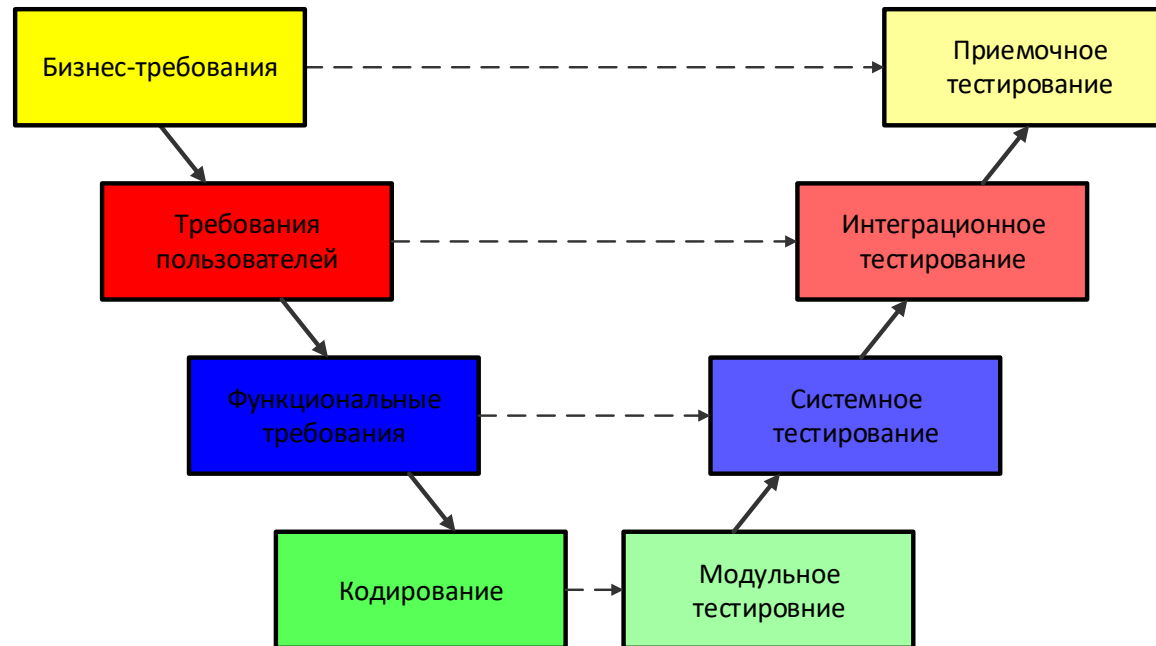 Бизнес-требования
Приемочное
тестирование
Требования
пользователей
Интеграционное
тестирование
Функциональные
требования
Системное
тестирование
Кодирование
Модульное
тестировние